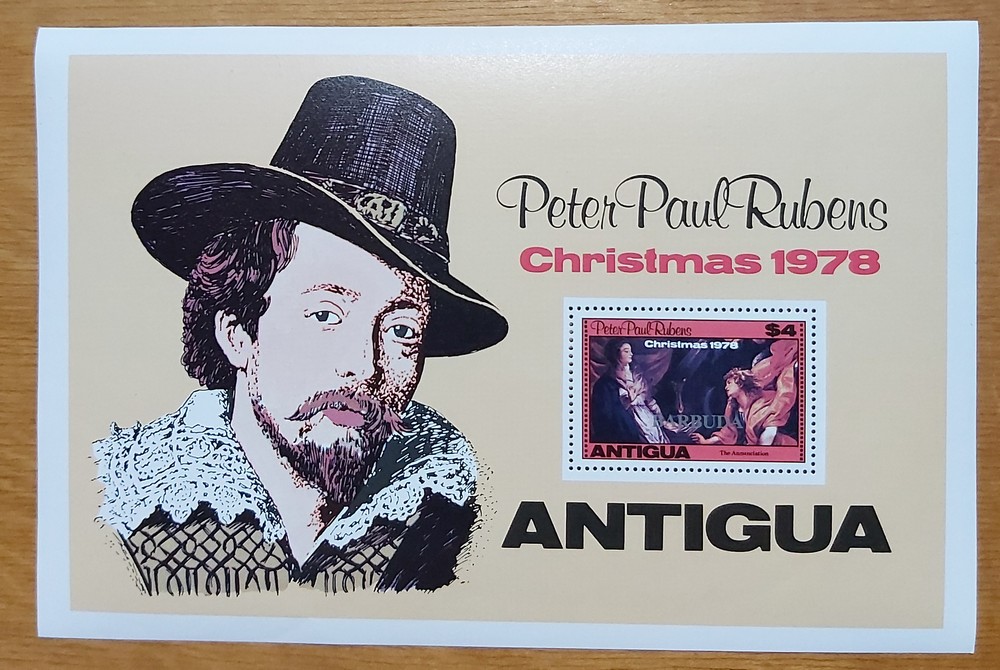 Peter Paul Rubens
Christmas 1978
Peter Paul Rubens $4
Christmas 1978
BARBUDA
ANTIGUA The Annunciation
ANTIGUA